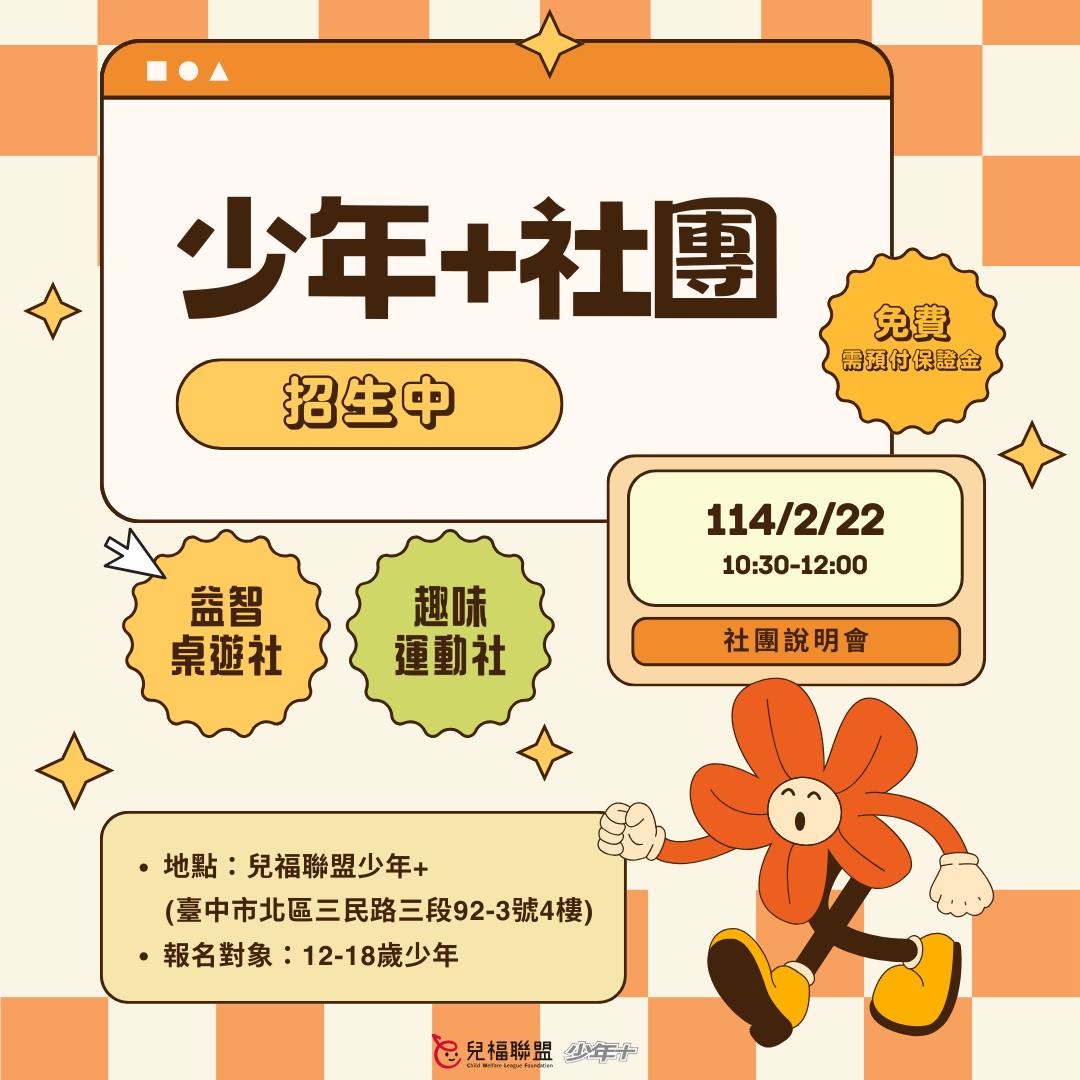 少年+社團
招生中
免費
需預付保證金
114/2/22
10:30-12:00
社團說明會
益智
桌遊社
趣味
運動社
• 地點：兒福聯盟少年+
(臺中市北區三民路三段92-3號4樓)
• 報名對象：12-18歲少年
兒福聯盟
Child Welfare League Foundation
少年+